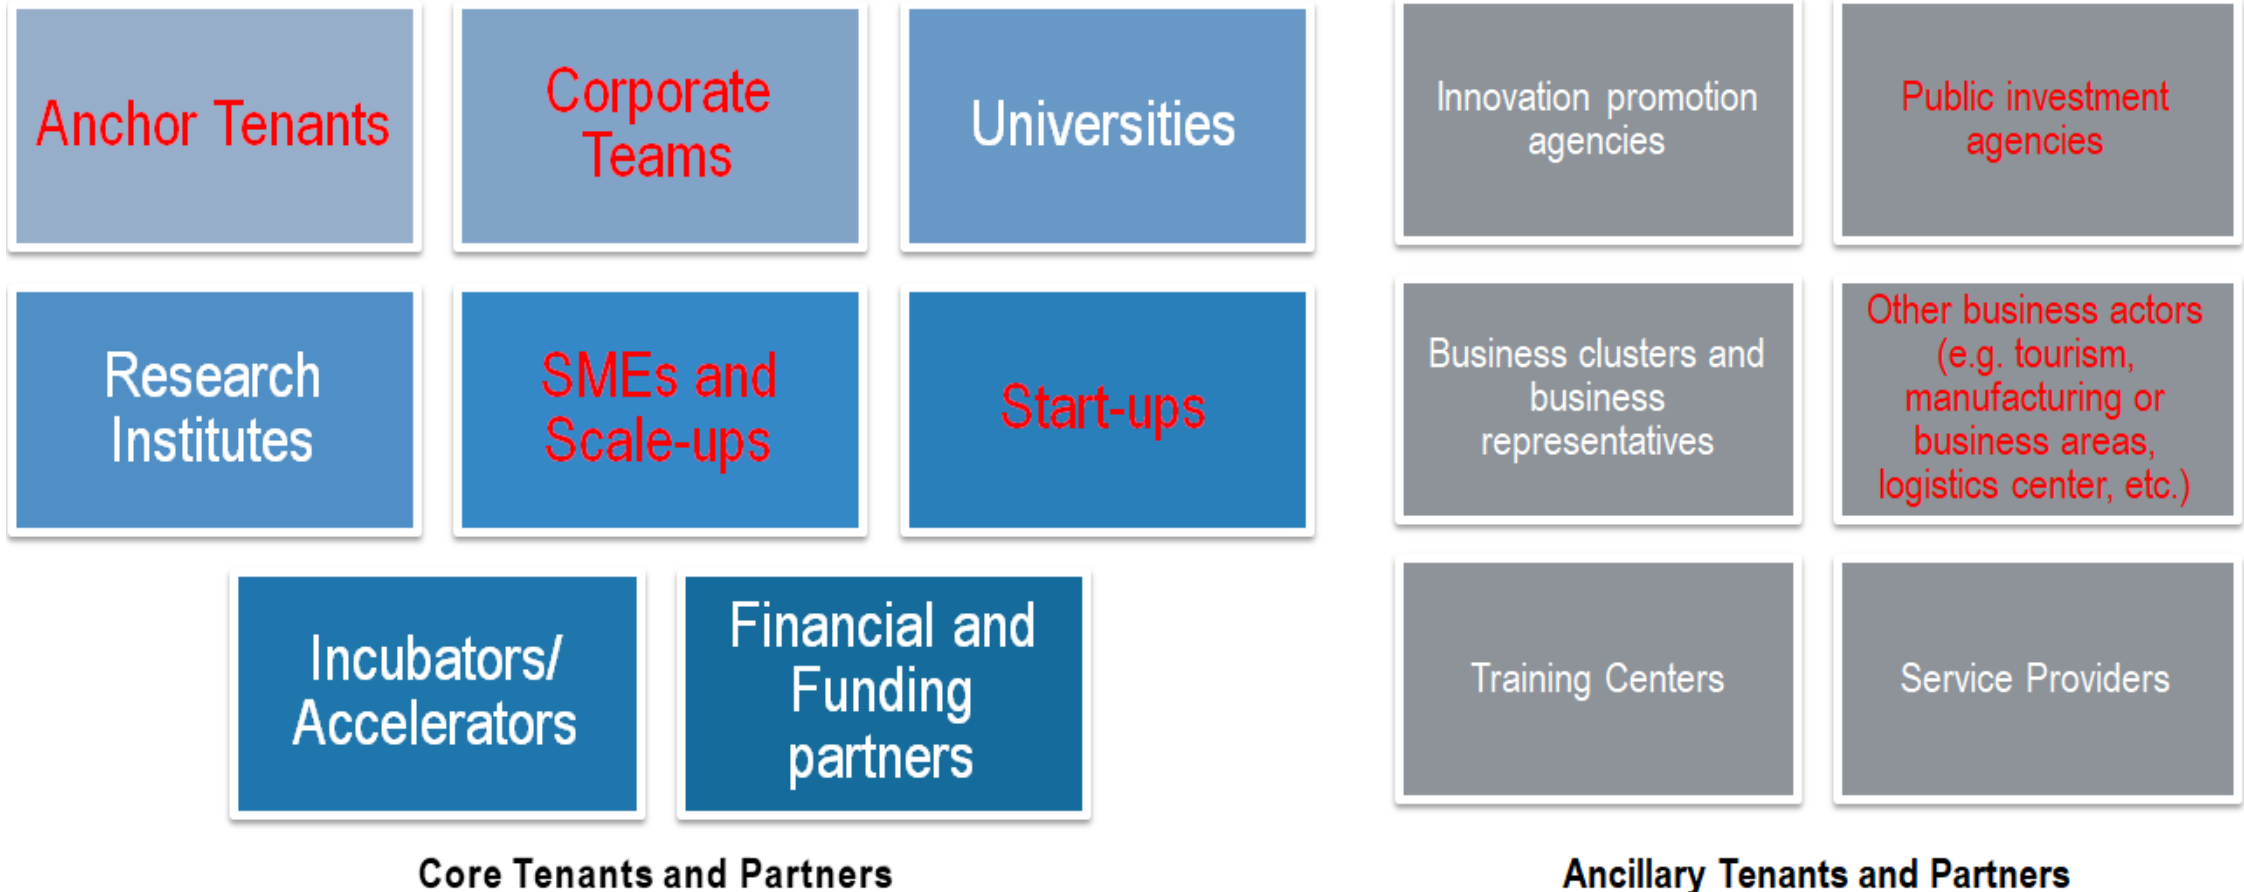 Anchor Tenants
Corporate
Teams
Universities
Research
Institutes
SMEs and
Scale-ups
Start-ups
Incubators/
Accelerators
Financial and
Funding
partners
Core Tenants and Partners
Innovation promotion
agencies
Public investment
agencies
Business clusters and
business
representatives
Other business actors
(e.g. tourism,
manufacturing or
business areas,
logistics center, etc.)
Training Centers
Service Providers
Ancillary Tenants and Partners